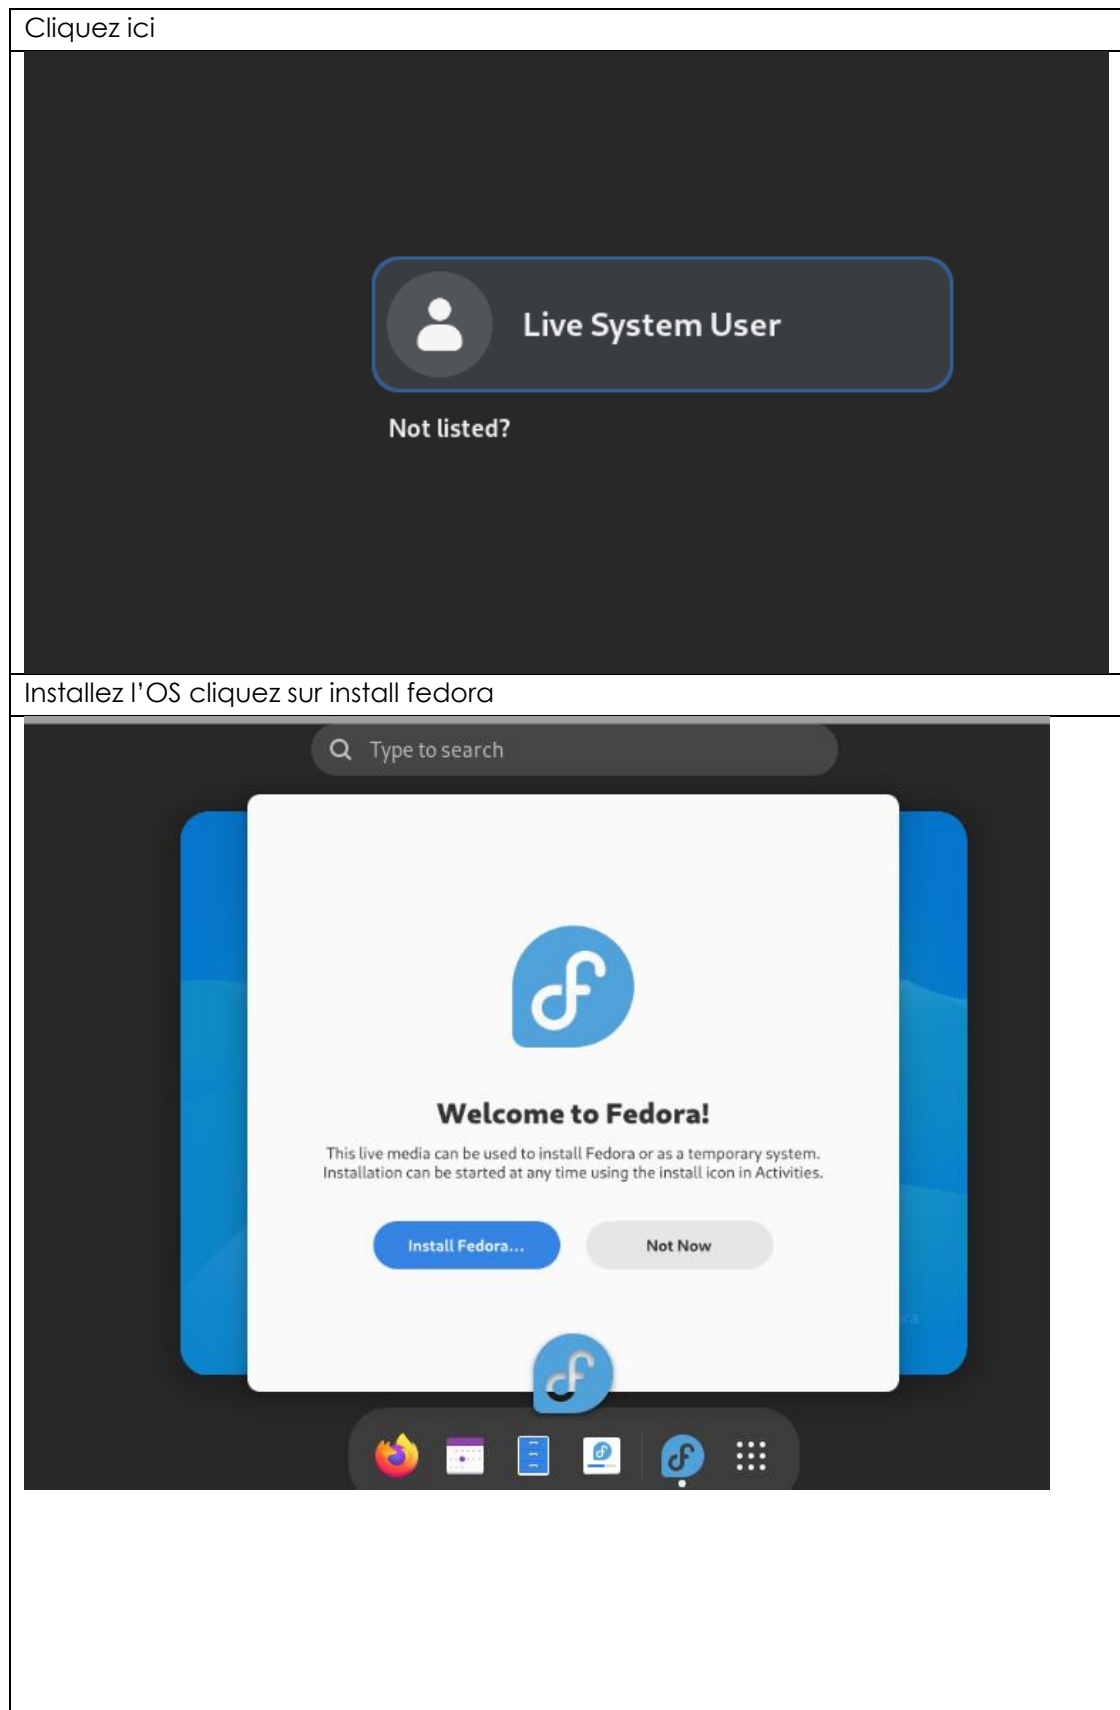 Cliquez ici
Live System User
Not listed?
Installez l’OS cliquez sur install fedora
Type to search
Welcome to Fedora!
This live media can be used to install Fedora or as a temporary system.
Installation can be started at any time using the install icon in Activities.
Install Fedora...
Not Now